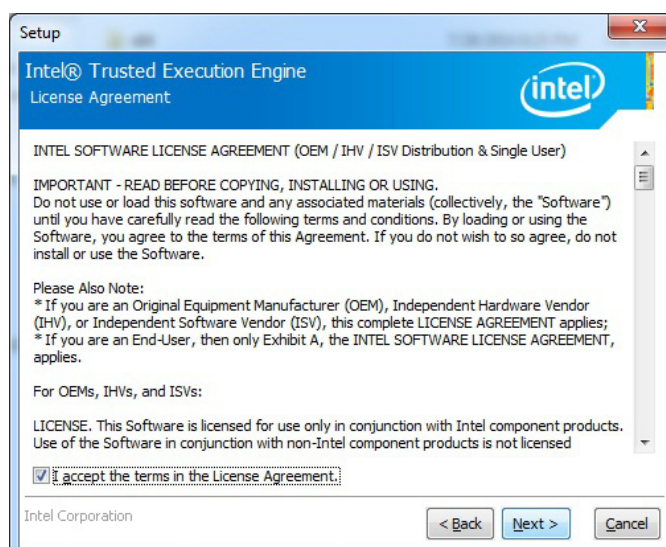 Setup
Intel® Trusted Execution Engine
License Agreement
intel
INTEL SOFTWARE LICENSE AGREEMENT (OEM / IHV / ISV Distribution & Single User)
IMPORTANT - READ BEFORE COPYING, INSTALLING OR USING.
Do not use or load this software and any associated materials (collectively, the "Software")
until you have carefully read the following terms and conditions. By loading or using the
Software, you agree to the terms of this Agreement. If you do not wish to so agree, do not
install or use the Software.
Please Also Note:
* If you are an Original Equipment Manufacturer (OEM), Independent Hardware Vendor
(IHV), or Independent Software Vendor (ISV), this complete LICENSE AGREEMENT applies;
* If you are an End-User, then only Exhibit A, the INTEL SOFTWARE LICENSE AGREEMENT,
applies.
For OEMs, IHVs, and ISVs:
LICENSE. This Software is licensed for use only in conjunction with Intel component products.
Use of the Software in conjunction with non-Intel component products is not licensed
I accept the terms in the License Agreement.
Intel Corporation
< Back Next > Cancel